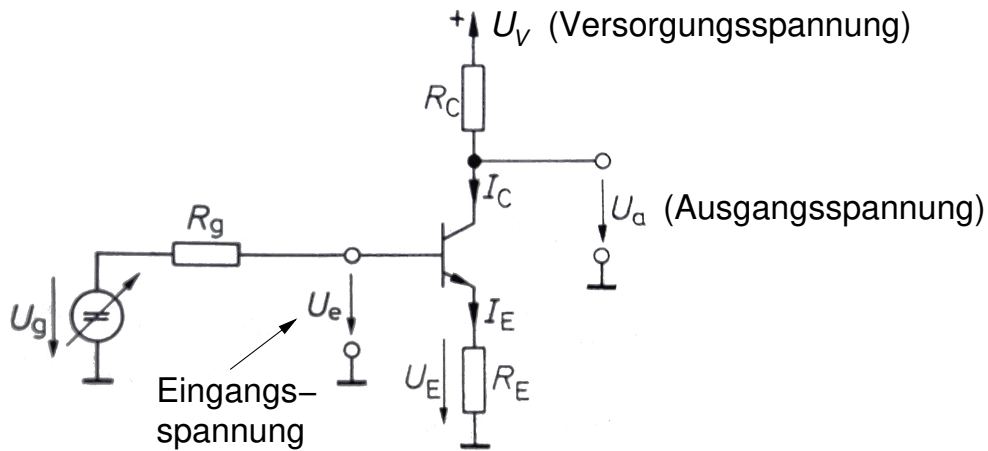 + U_V (Versorgungsspannung)
R_C
I_C
U_a (Ausgangsspannung)
R_g
U_g
=
U_e
I_E
U_E
R_E
Eingangs–
spannung